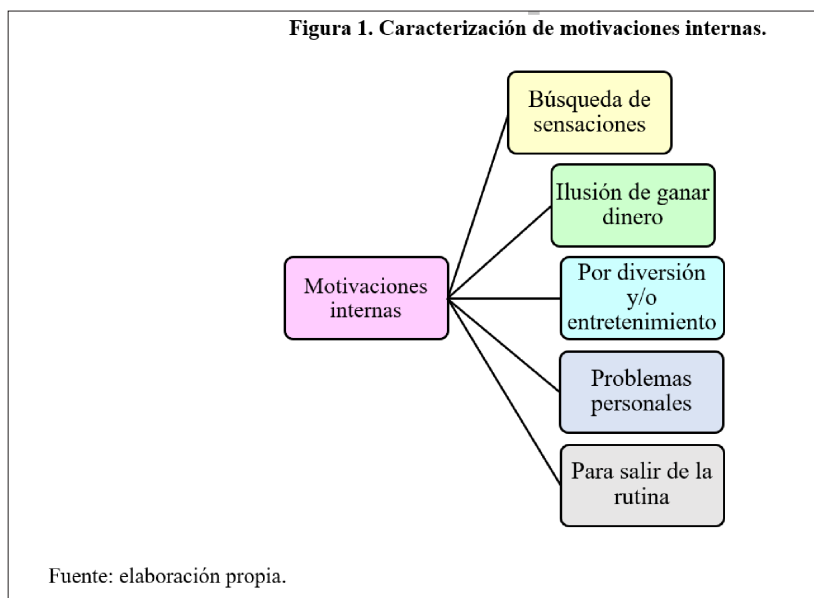 Figura 1. Caracterización de motivaciones internas.
Búsqueda de
sensaciones
Ilusión de ganar
dinero
Motivaciones
internas
Por diversión
y/o
entretenimiento
Problemas
personales
Para salir de la
rutina
Fuente: elaboración propia.